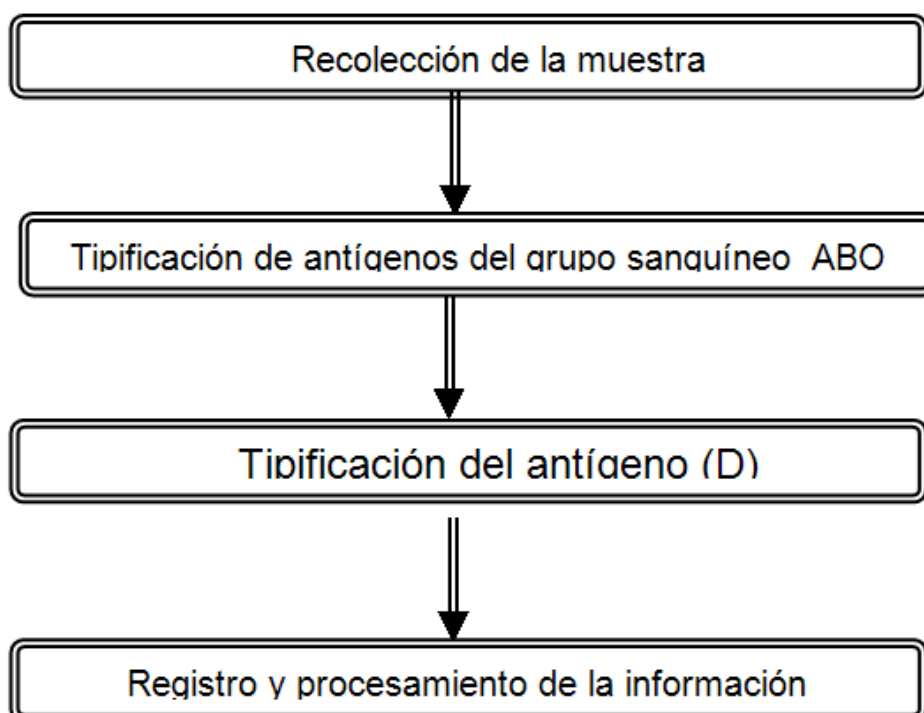 Recolección de la muestra
Tipificación de antígenos del grupo sanguíneo ABO
Tipificación del antígeno (D)
Registro y procesamiento de la información